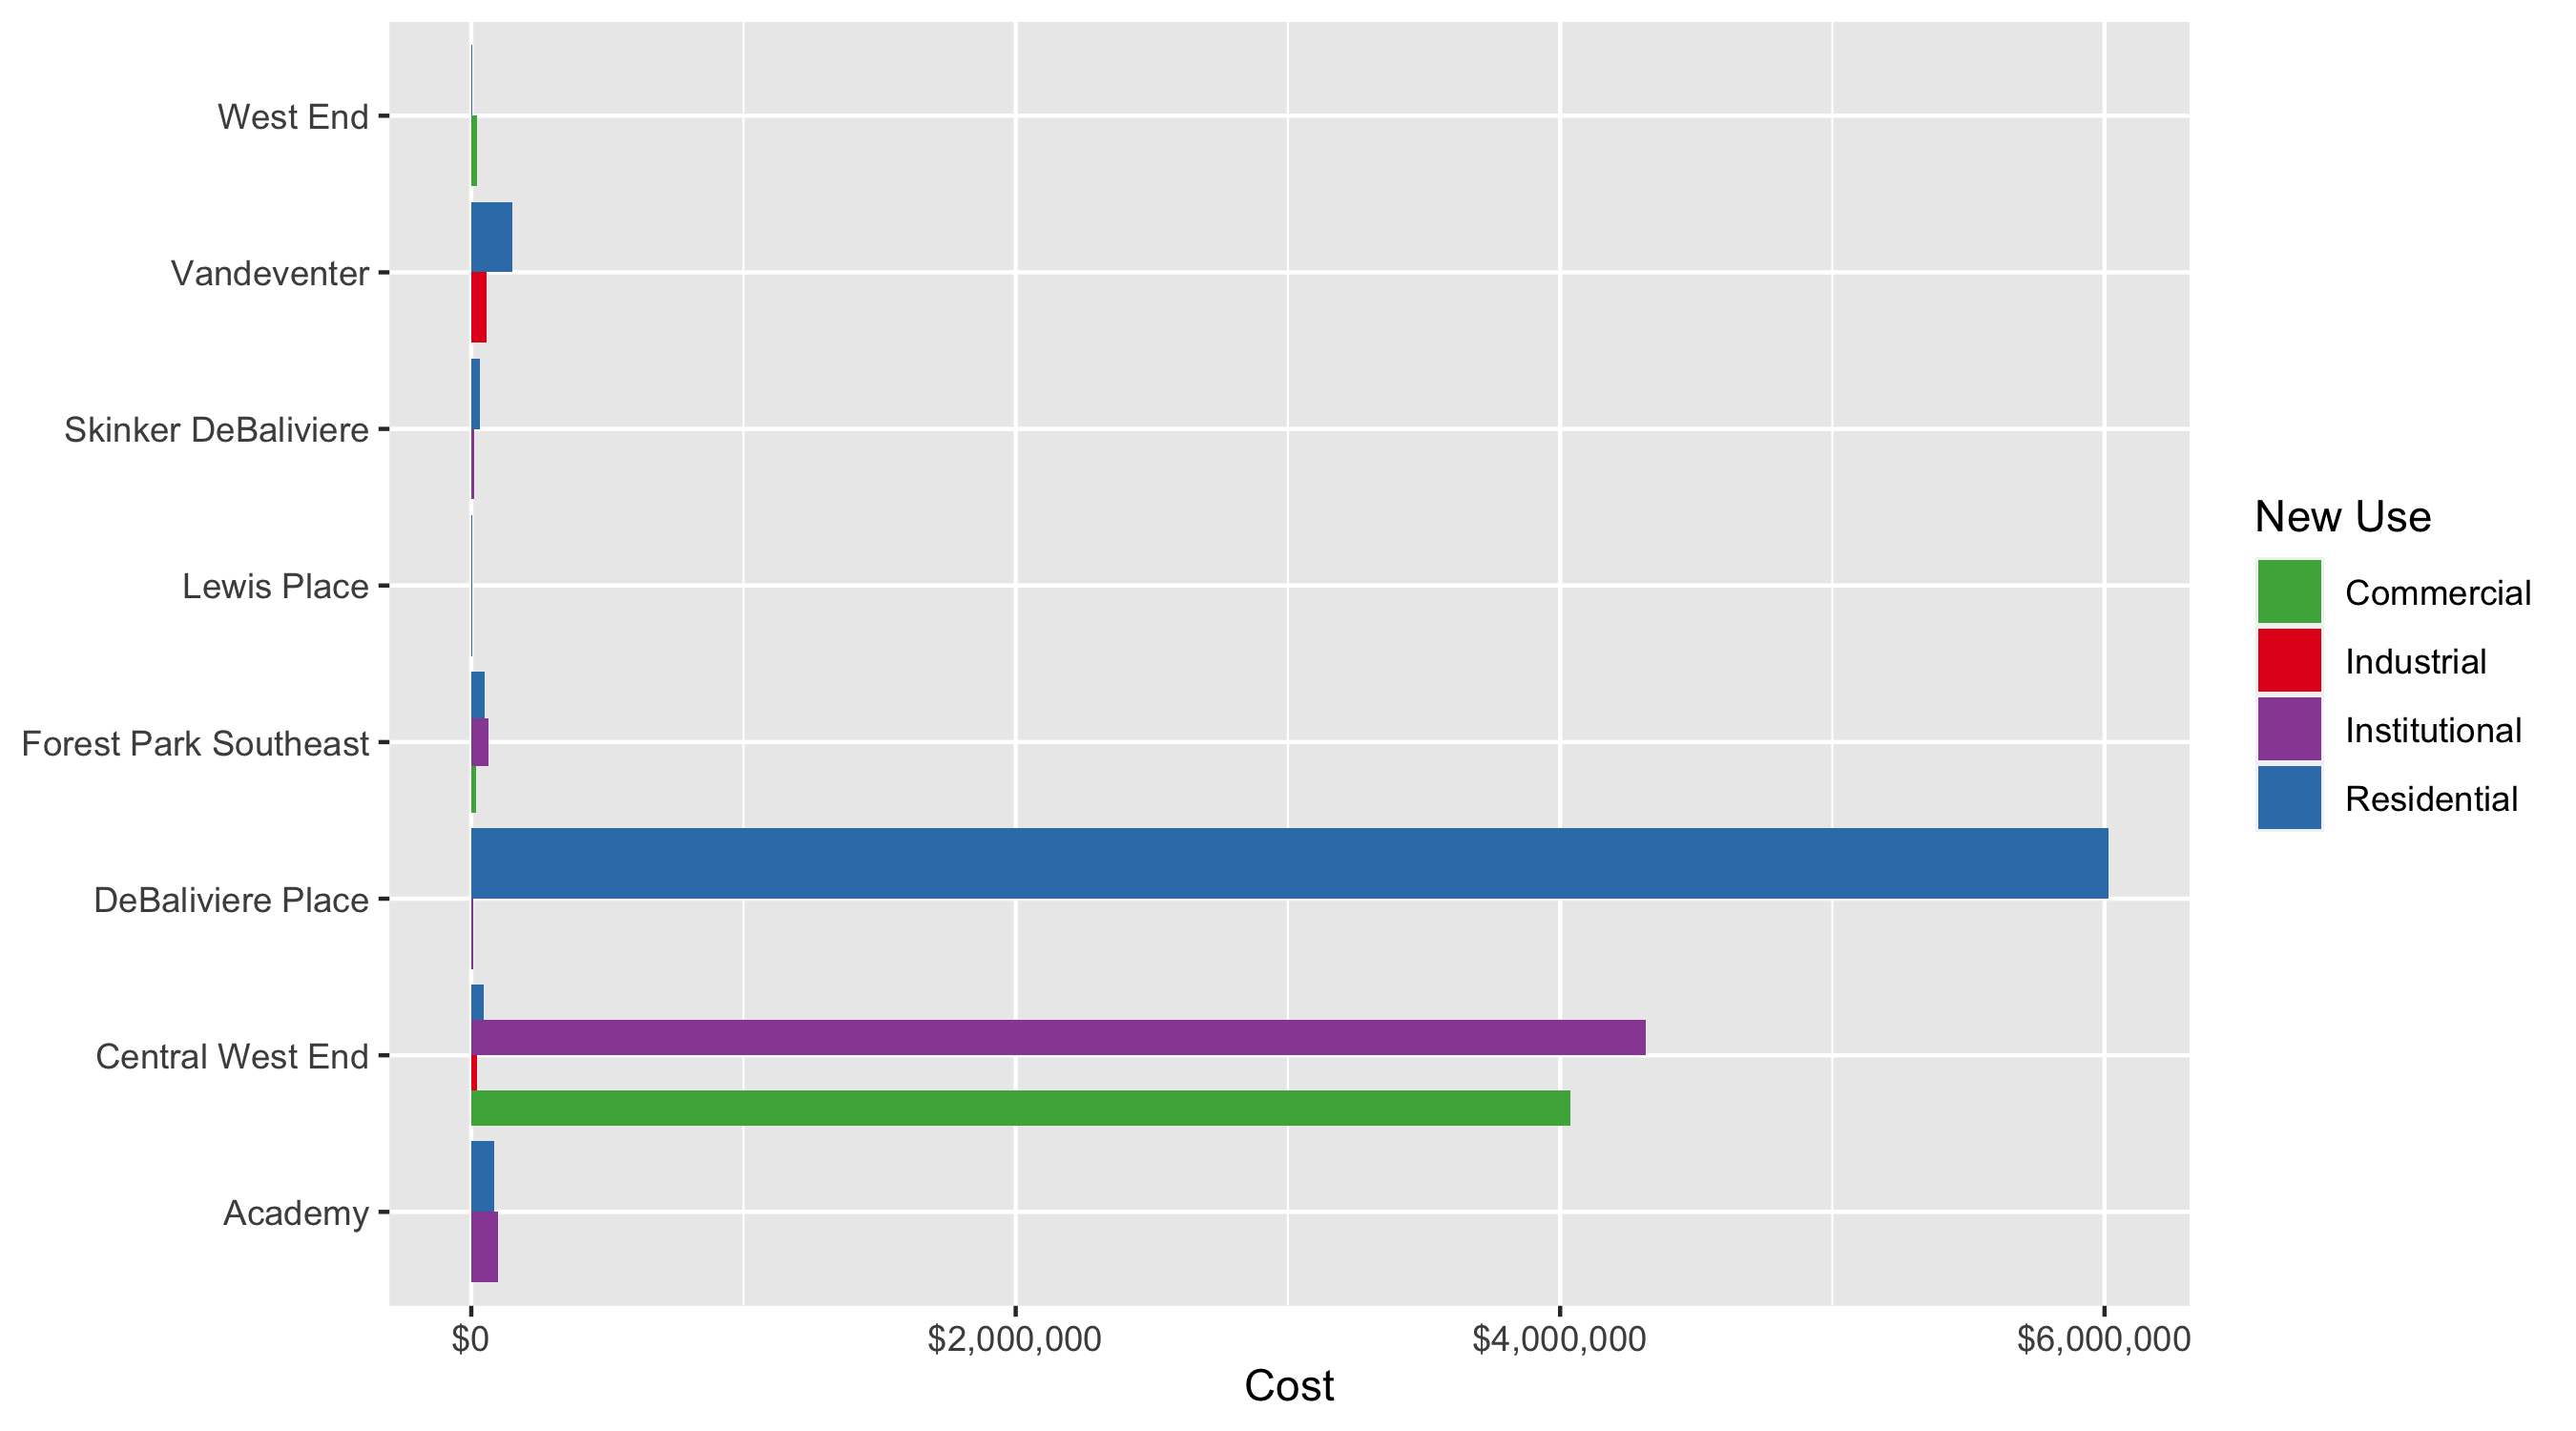 West End
Vandeventer
Skinker DeBaliviere
Lewis Place
Forest Park Southeast
DeBaliviere Place
Central West End
Academy
$0
$2,000,000
$4,000,000
$6,000,000
Cost
New Use
Commercial
Industrial
Institutional
Residential